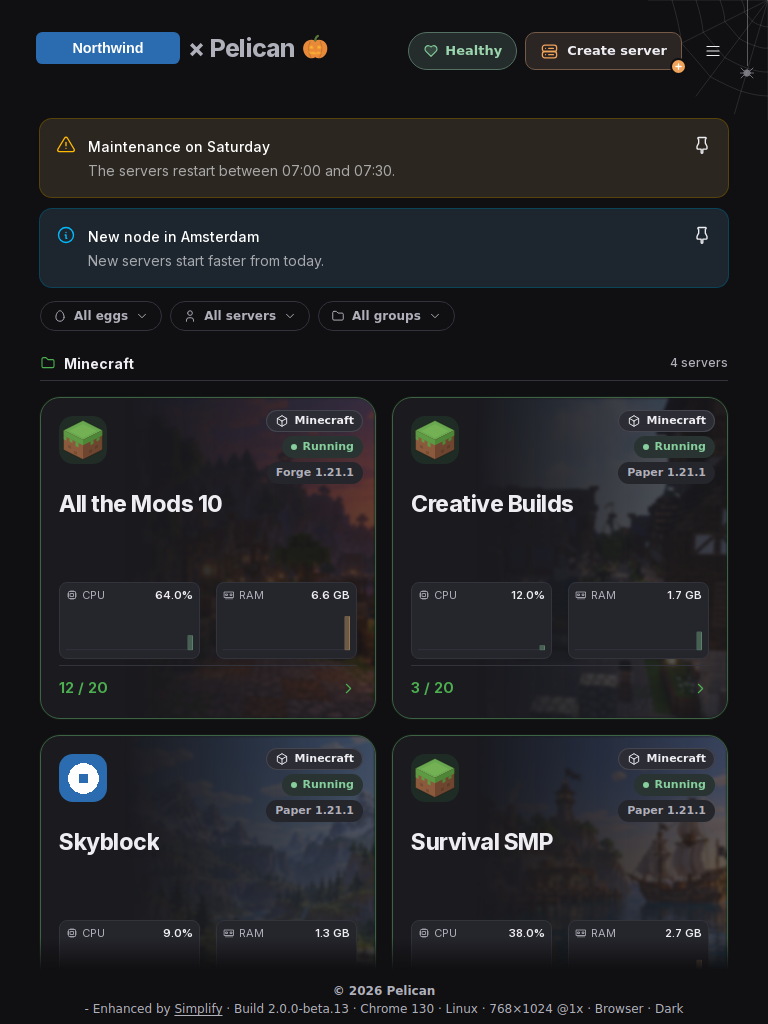 Northwind × Pelican 🎃
Healthy
Create server
Maintenance on Saturday
The servers restart between 07:00 and 07:30.
New node in Amsterdam
New servers start faster from today.
All eggs
All servers
All groups
Minecraft
4 servers
Minecraft
Running
Forge 1.21.1
All the Mods 10
CPU 64.0%
RAM 6.6 GB
12 / 20
Minecraft
Running
Paper 1.21.1
Creative Builds
CPU 12.0%
RAM 1.7 GB
3 / 20
Minecraft
Running
Paper 1.21.1
Skyblock
CPU 9.0%
RAM 1.3 GB
Minecraft
Running
Paper 1.21.1
Survival SMP
CPU 38.0%
RAM 2.7 GB
© 2026 Pelican
- Enhanced by Simplify · Build 2.0.0-beta.13 · Chrome 130 · Linux · 768×1024 @1x · Browser · Dark